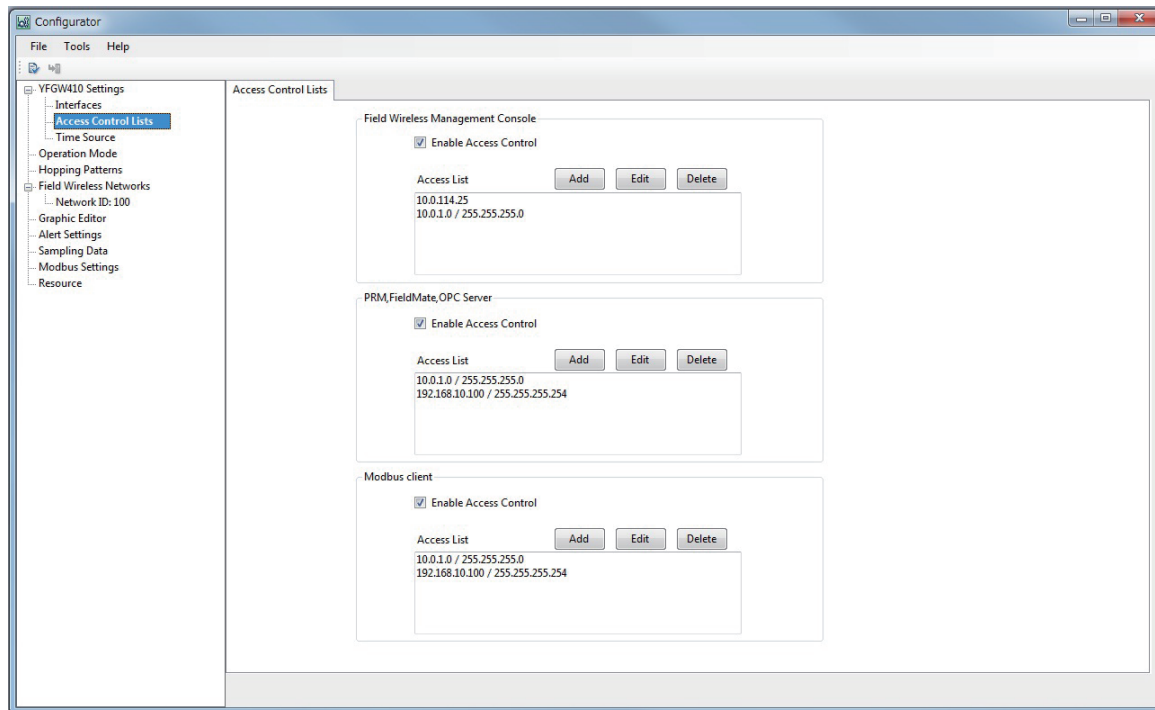 Configurator
File Tools Help
YFGW410 Settings
Interfaces
Access Control Lists
Time Source
Operation Mode
Hopping Patterns
Field Wireless Networks
Network ID: 100
Graphic Editor
Alert Settings
Sampling Data
Modbus Settings
Resource
Access Control Lists
Field Wireless Management Console
Enable Access Control
Access List Add Edit Delete
10.0.114.25
10.0.1.0 / 255.255.255.0
PRM,FieldMate,OPC Server
Enable Access Control
Access List Add Edit Delete
10.0.1.0 / 255.255.255.0
192.168.10.100 / 255.255.255.254
Modbus client
Enable Access Control
Access List Add Edit Delete
10.0.1.0 / 255.255.255.0
192.168.10.100 / 255.255.255.254